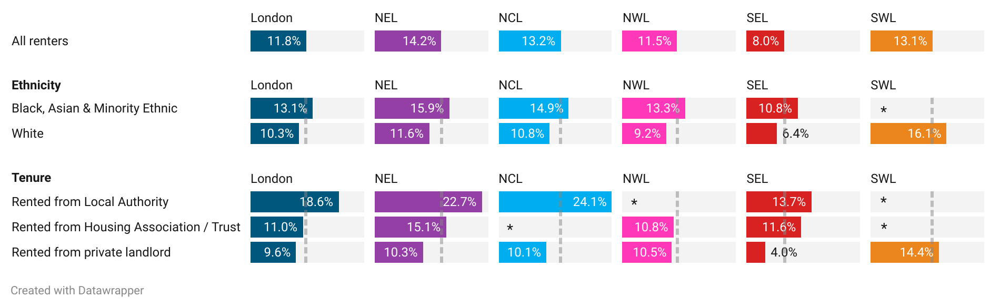 London NEL NCL NWL SEL SWL
All renters 11.8% 14.2% 13.2% 11.5% 8.0% 13.1%
Ethnicity London NEL NCL NWL SEL SWL
Black, Asian & Minority Ethnic 13.1% 15.9% 14.9% 13.3% 10.8% *
White 10.3% 11.6% 10.8% 9.2% 6.4% 16.1%
Tenure London NEL NCL NWL SEL SWL
Rented from Local Authority 18.6% 22.7% 24.1% * 13.7% *
Rented from Housing Association / Trust 11.0% 15.1% * 10.8% 11.6% *
Rented from private landlord 9.6% 10.3% 10.1% 10.5% 4.0% 14.4%
Created with Datawrapper